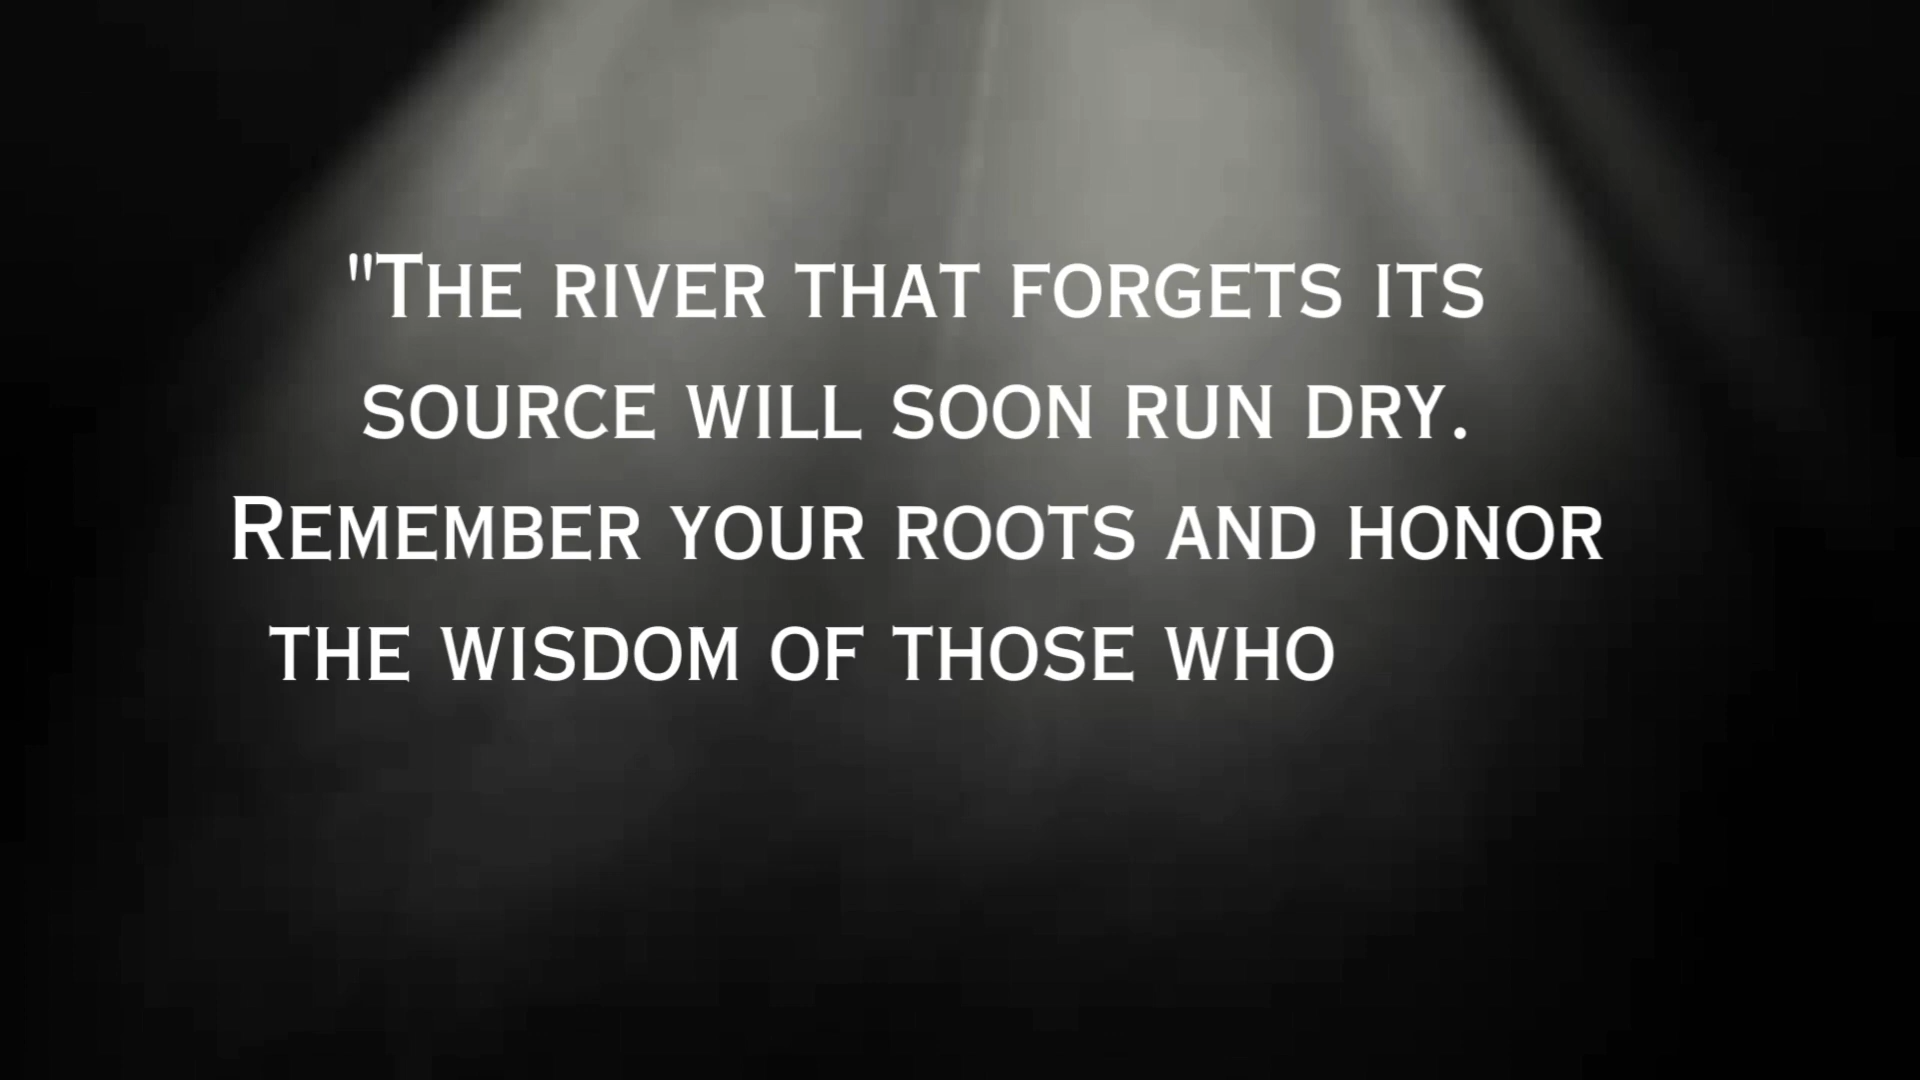 "The river that forgets its
source will soon run dry.
Remember your roots and honor
the wisdom of those who